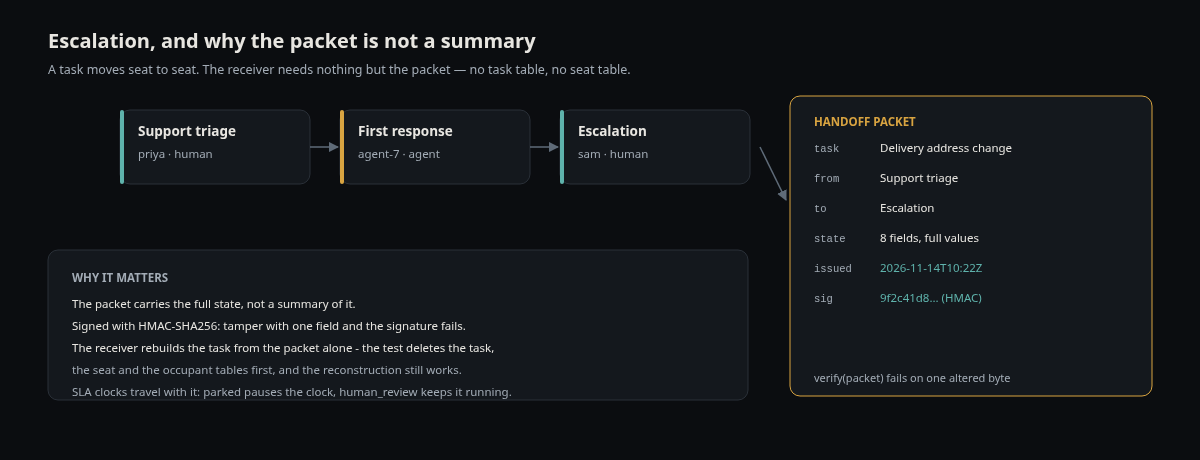 Escalation, and why the packet is not a summary
A task moves seat to seat. The receiver needs nothing but the packet — no task table, no seat table.
Support triage
priya · human
First response
agent-7 · agent
Escalation
sam · human
HANDOFF PACKET
task Delivery address change
from Support triage
to Escalation
state 8 fields, full values
issued 2026-11-14T10:22Z
sig 9f2c41d8... (HMAC)
verify(packet) fails on one altered byte
WHY IT MATTERS
The packet carries the full state, not a summary of it.
Signed with HMAC-SHA256: tamper with one field and the signature fails.
The receiver rebuilds the task from the packet alone - the test deletes the task,
the seat and the occupant tables first, and the reconstruction still works.
SLA clocks travel with it: parked pauses the clock, human_review keeps it running.